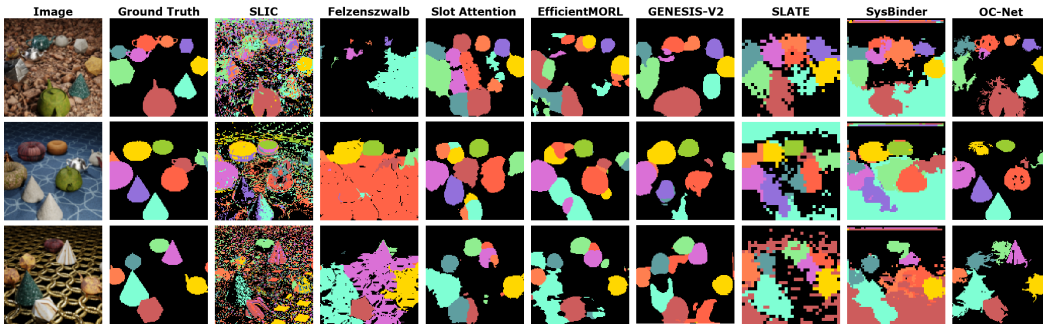 Image Ground Truth SLIC Felzenszwalb Slot Attention EfficientMORL GENESIS-V2 SLATE SysBinder OC-Net